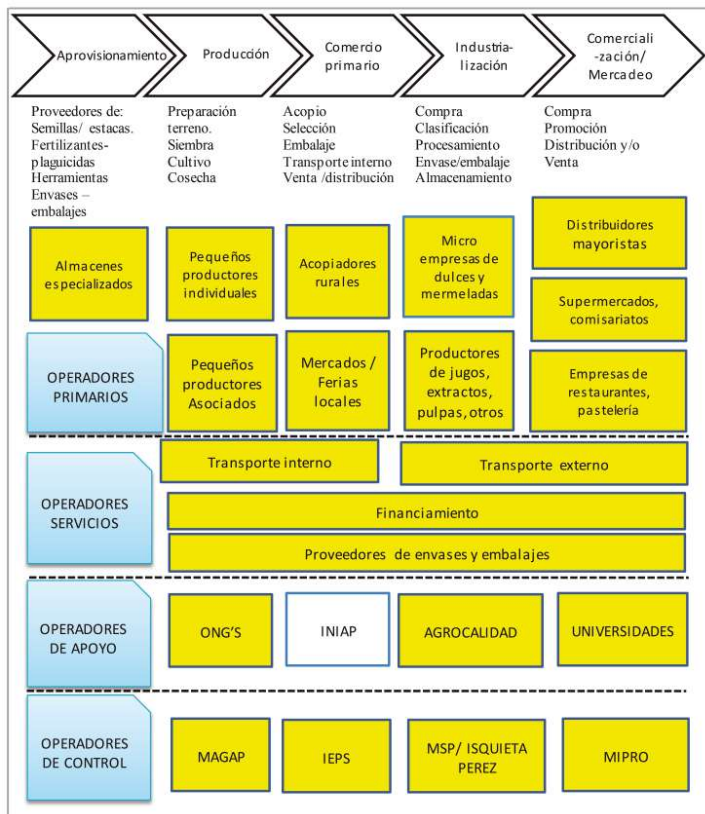 Aprovisionamiento
Producción
Comercio
primario
Industria-
lización
Comerciali
-zación/
Mercadeo
Proveedores de:
Semillas/ estacas.
Fertilizantes-
plaguicidas
Herramientas
Envases –
embalajes
Preparación
terreno.
Siembra
Cultivo
Cosecha
Acopio
Selección
Embalaje
Transporte interno
Venta /distribución
Compra
Clasificación
Procesamiento
Envase/embalaje
Almacenamiento
Compra
Promoción
Distribución y/o
Venta
Almacenes
especializados
Pequeños
productores
individuales
Acopiadores
rurales
Micro
empresas de
dulces y
mermeladas
Distribuidores
mayoristas
Supermercados,
comisariatos
OPERADORES
PRIMARIOS
Pequeños
productores
Asociados
Mercados /
Ferias
locales
Productores
de jugos,
extractos,
pulpas, otros
Empresas de
restaurantes,
pastelería
OPERADORES
SERVICIOS
Transporte interno
Transporte externo
Financiamiento
Proveedores de envases y embalajes
OPERADORES
DE APOYO
ONG'S
INIAP
AGROCALIDAD
UNIVERSIDADES
OPERADORES
DE CONTROL
MAGAP
IEPS
MSP/ ISQUIETA
PEREZ
MIPRO